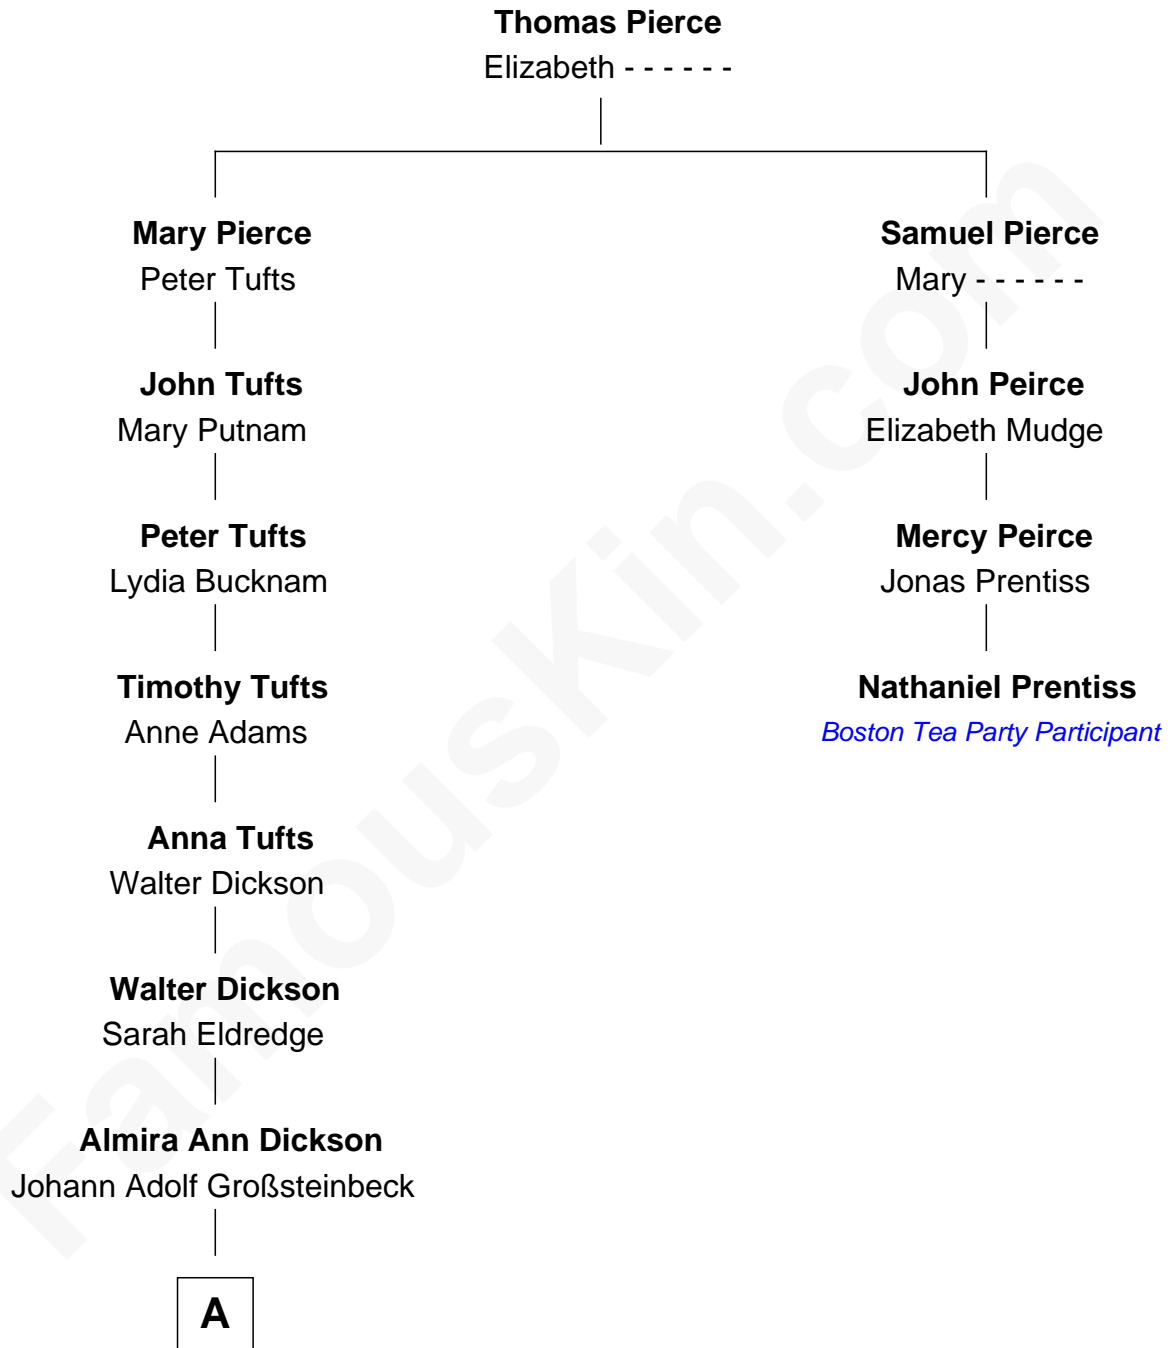 Thomas Pierce
Elizabeth - - - - - -
Mary Pierce
Peter Tufts
Samuel Pierce
Mary - - - - - -
John Tufts
Mary Putnam
John Peirce
Elizabeth Mudge
Peter Tufts
Lydia Bucknam
Mercy Peirce
Jonas Prentiss
Timothy Tufts
Anne Adams
Nathaniel Prentiss
Boston Tea Party Participant
Anna Tufts
Walter Dickson
Walter Dickson
Sarah Eldredge
Almira Ann Dickson
Johann Adolf Großsteinbeck
A
FamousKin.com